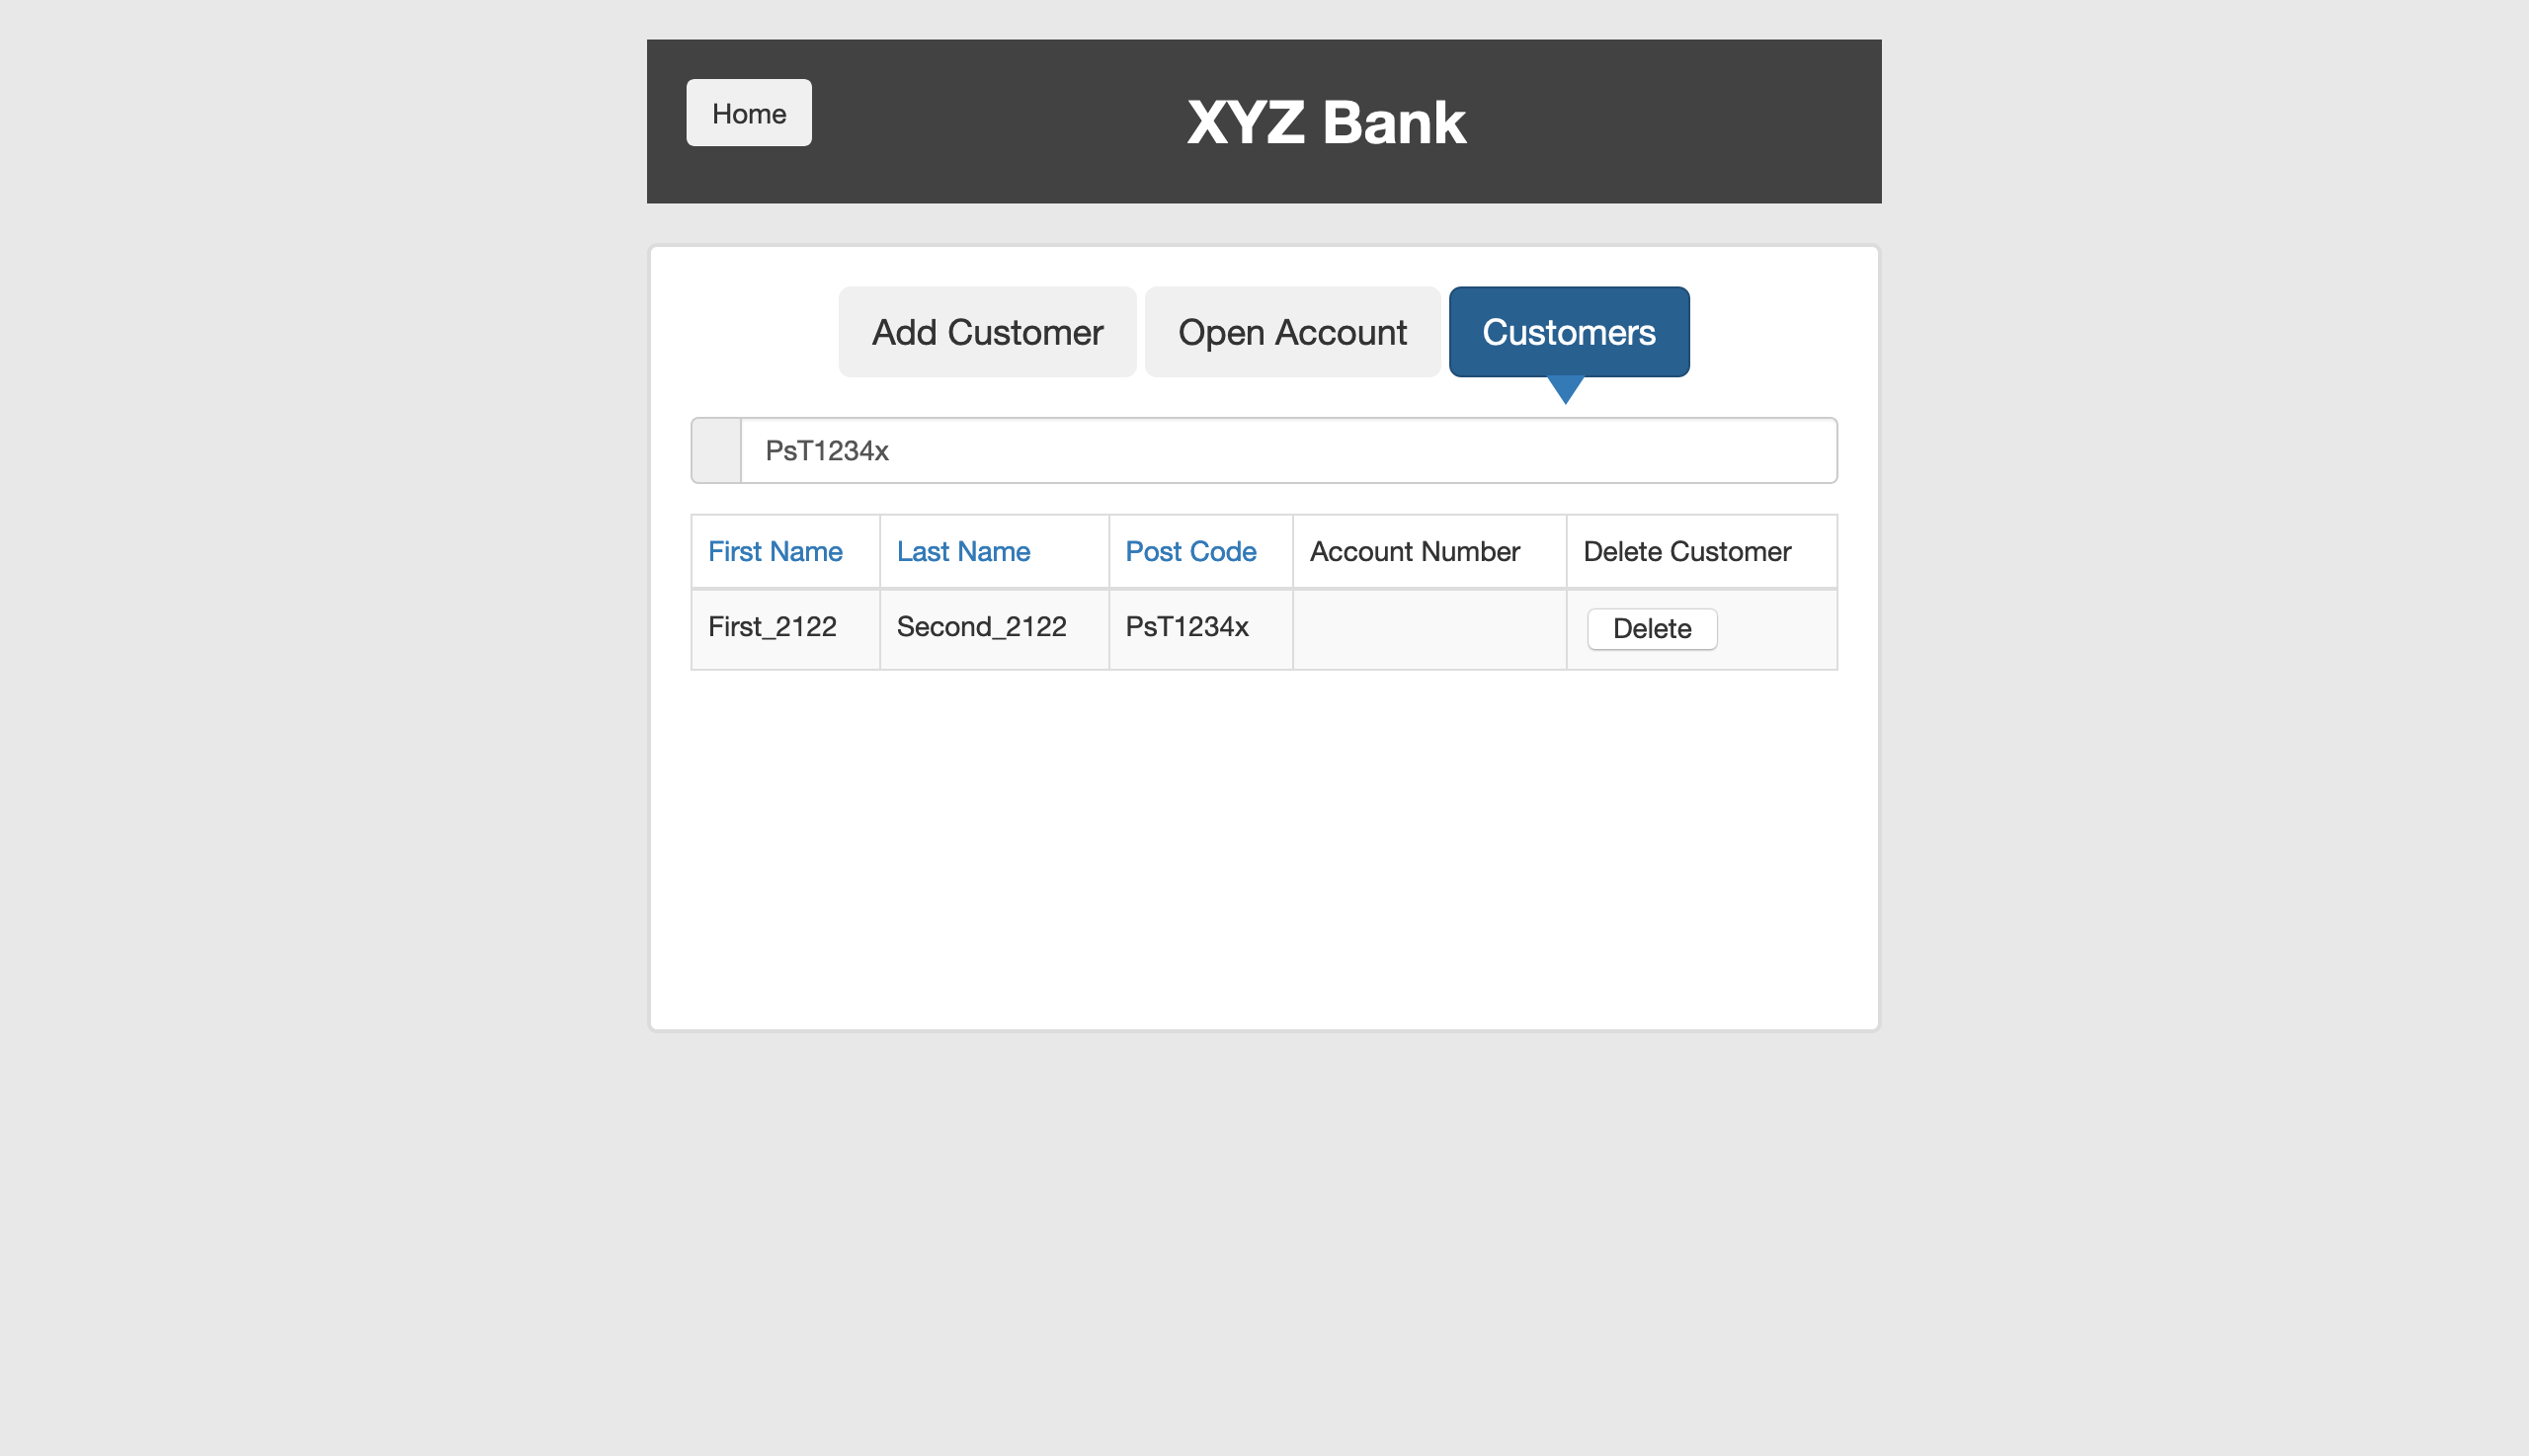 Home
XYZ Bank
Add Customer Open Account Customers
PsT1234x
First Name Last Name Post Code Account Number Delete Customer
First_2122 Second_2122 PsT1234x Delete